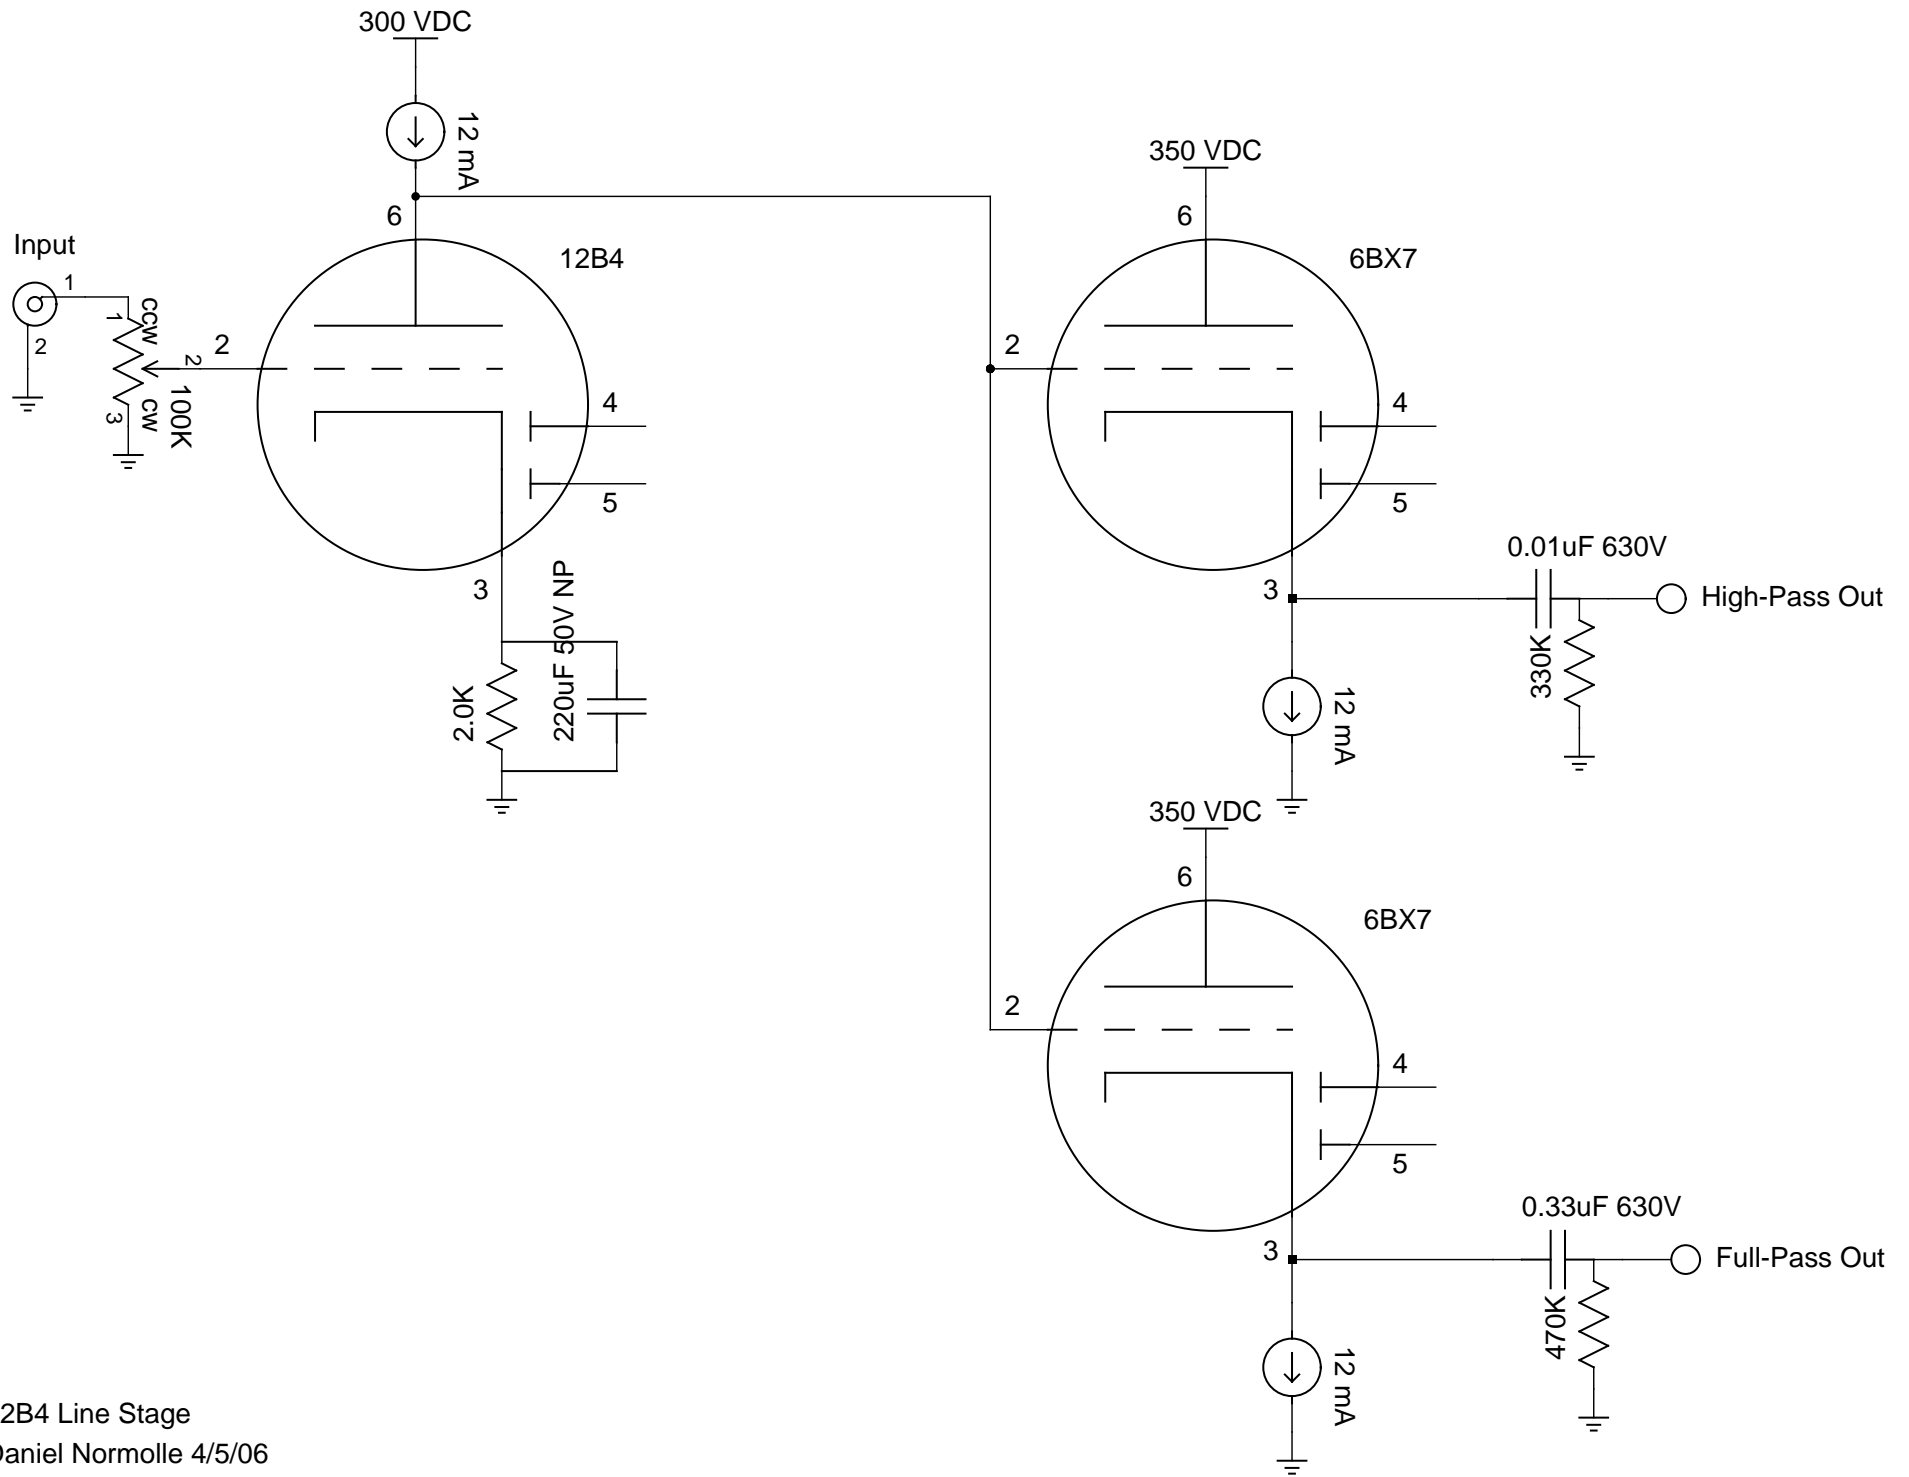 300 VDC
12 mA
6
12B4
Input
1
2
1
ccw
2
cw
3
100K
2
4
5
3
2.0K
220uF 50V NP
350 VDC
6
6BX7
2
4
5
3
0.01uF 630V
High-Pass Out
330K
12 mA
350 VDC
6
6BX7
2
4
5
3
0.33uF 630V
Full-Pass Out
470K
12 mA
2B4 Line Stage
Daniel Normolle 4/5/06